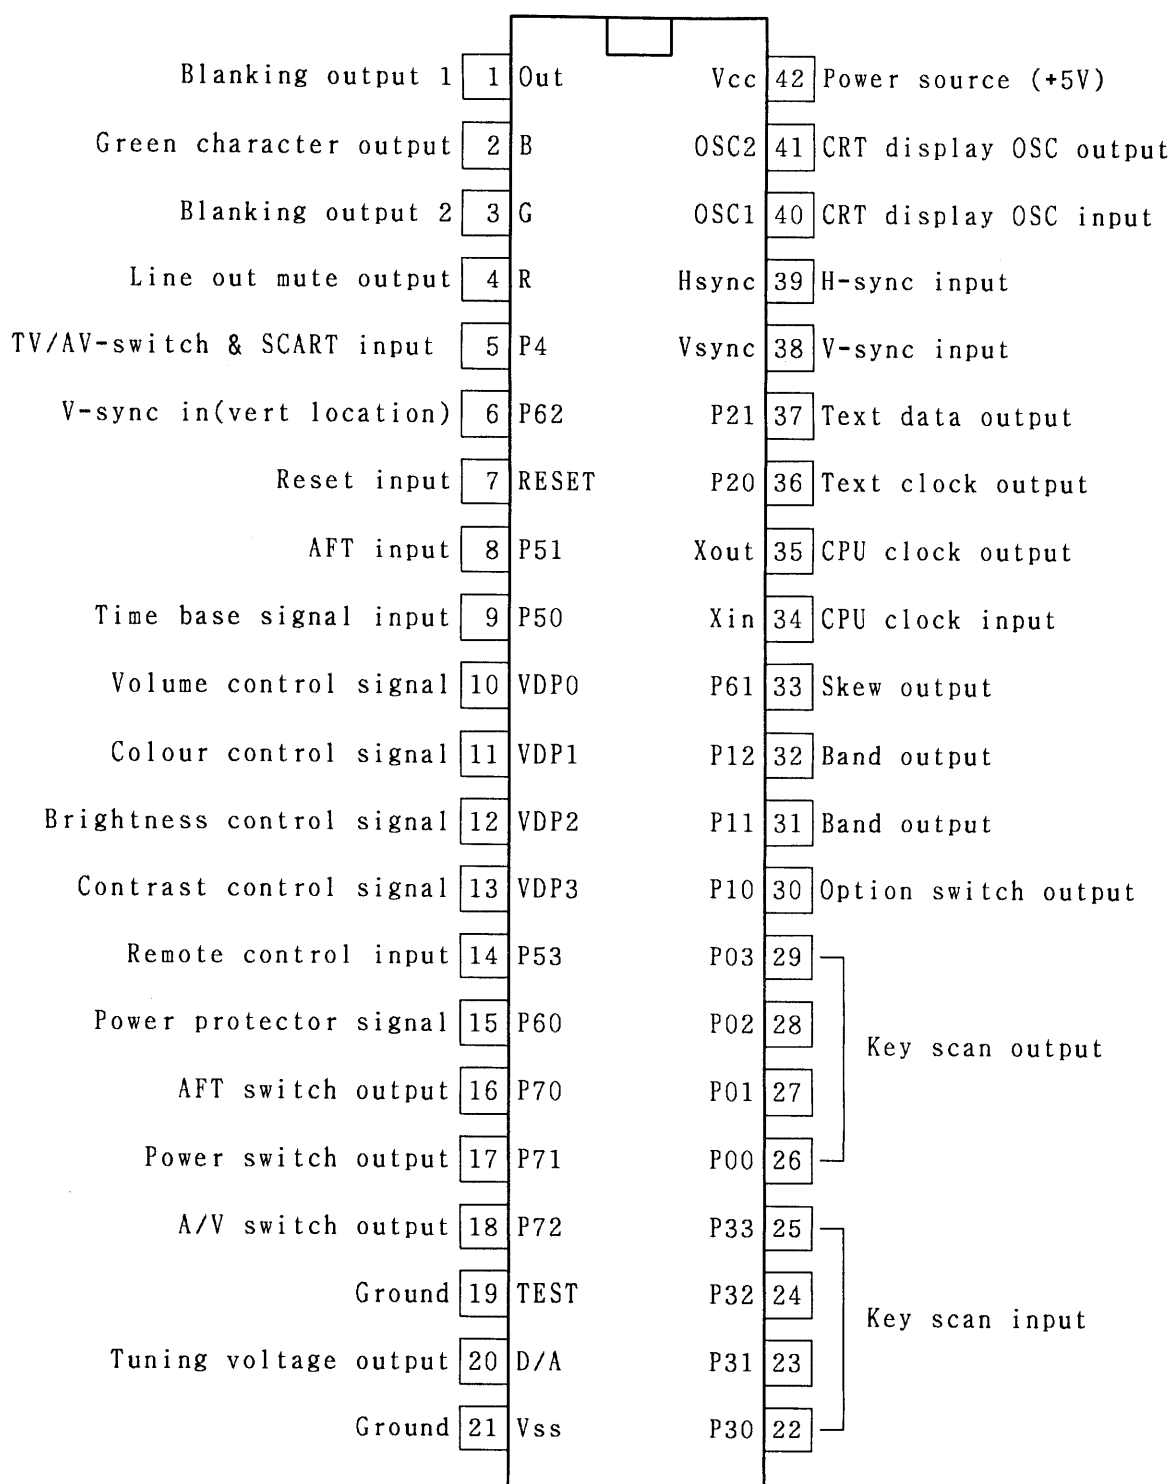 Blanking output 1 1 Out Vcc 42 Power source (+5V)
Green character output 2 B OSC2 41 CRT display OSC output
Blanking output 2 3 G OSC1 40 CRT display OSC input
Line out mute output 4 R Hsync 39 H-sync input
TV/AV-switch & SCART input 5 P4 Vsync 38 V-sync input
V-sync in(vert location) 6 P62 P21 37 Text data output
Reset input 7 RESET P20 36 Text clock output
AFT input 8 P51 Xout 35 CPU clock output
Time base signal input 9 P50 Xin 34 CPU clock input
Volume control signal 10 VDP0 P61 33 Skew output
Colour control signal 11 VDP1 P12 32 Band output
Brightness control signal 12 VDP2 P11 31 Band output
Contrast control signal 13 VDP3 P10 30 Option switch output
Remote control input 14 P53 P03 29
Power protector signal 15 P60 P02 28
Key scan output
AFT switch output 16 P70 P01 27
Power switch output 17 P71 P00 26
A/V switch output 18 P72 P33 25
Ground 19 TEST P32 24
Key scan input
Tuning voltage output 20 D/A P31 23
Ground 21 Vss P30 22